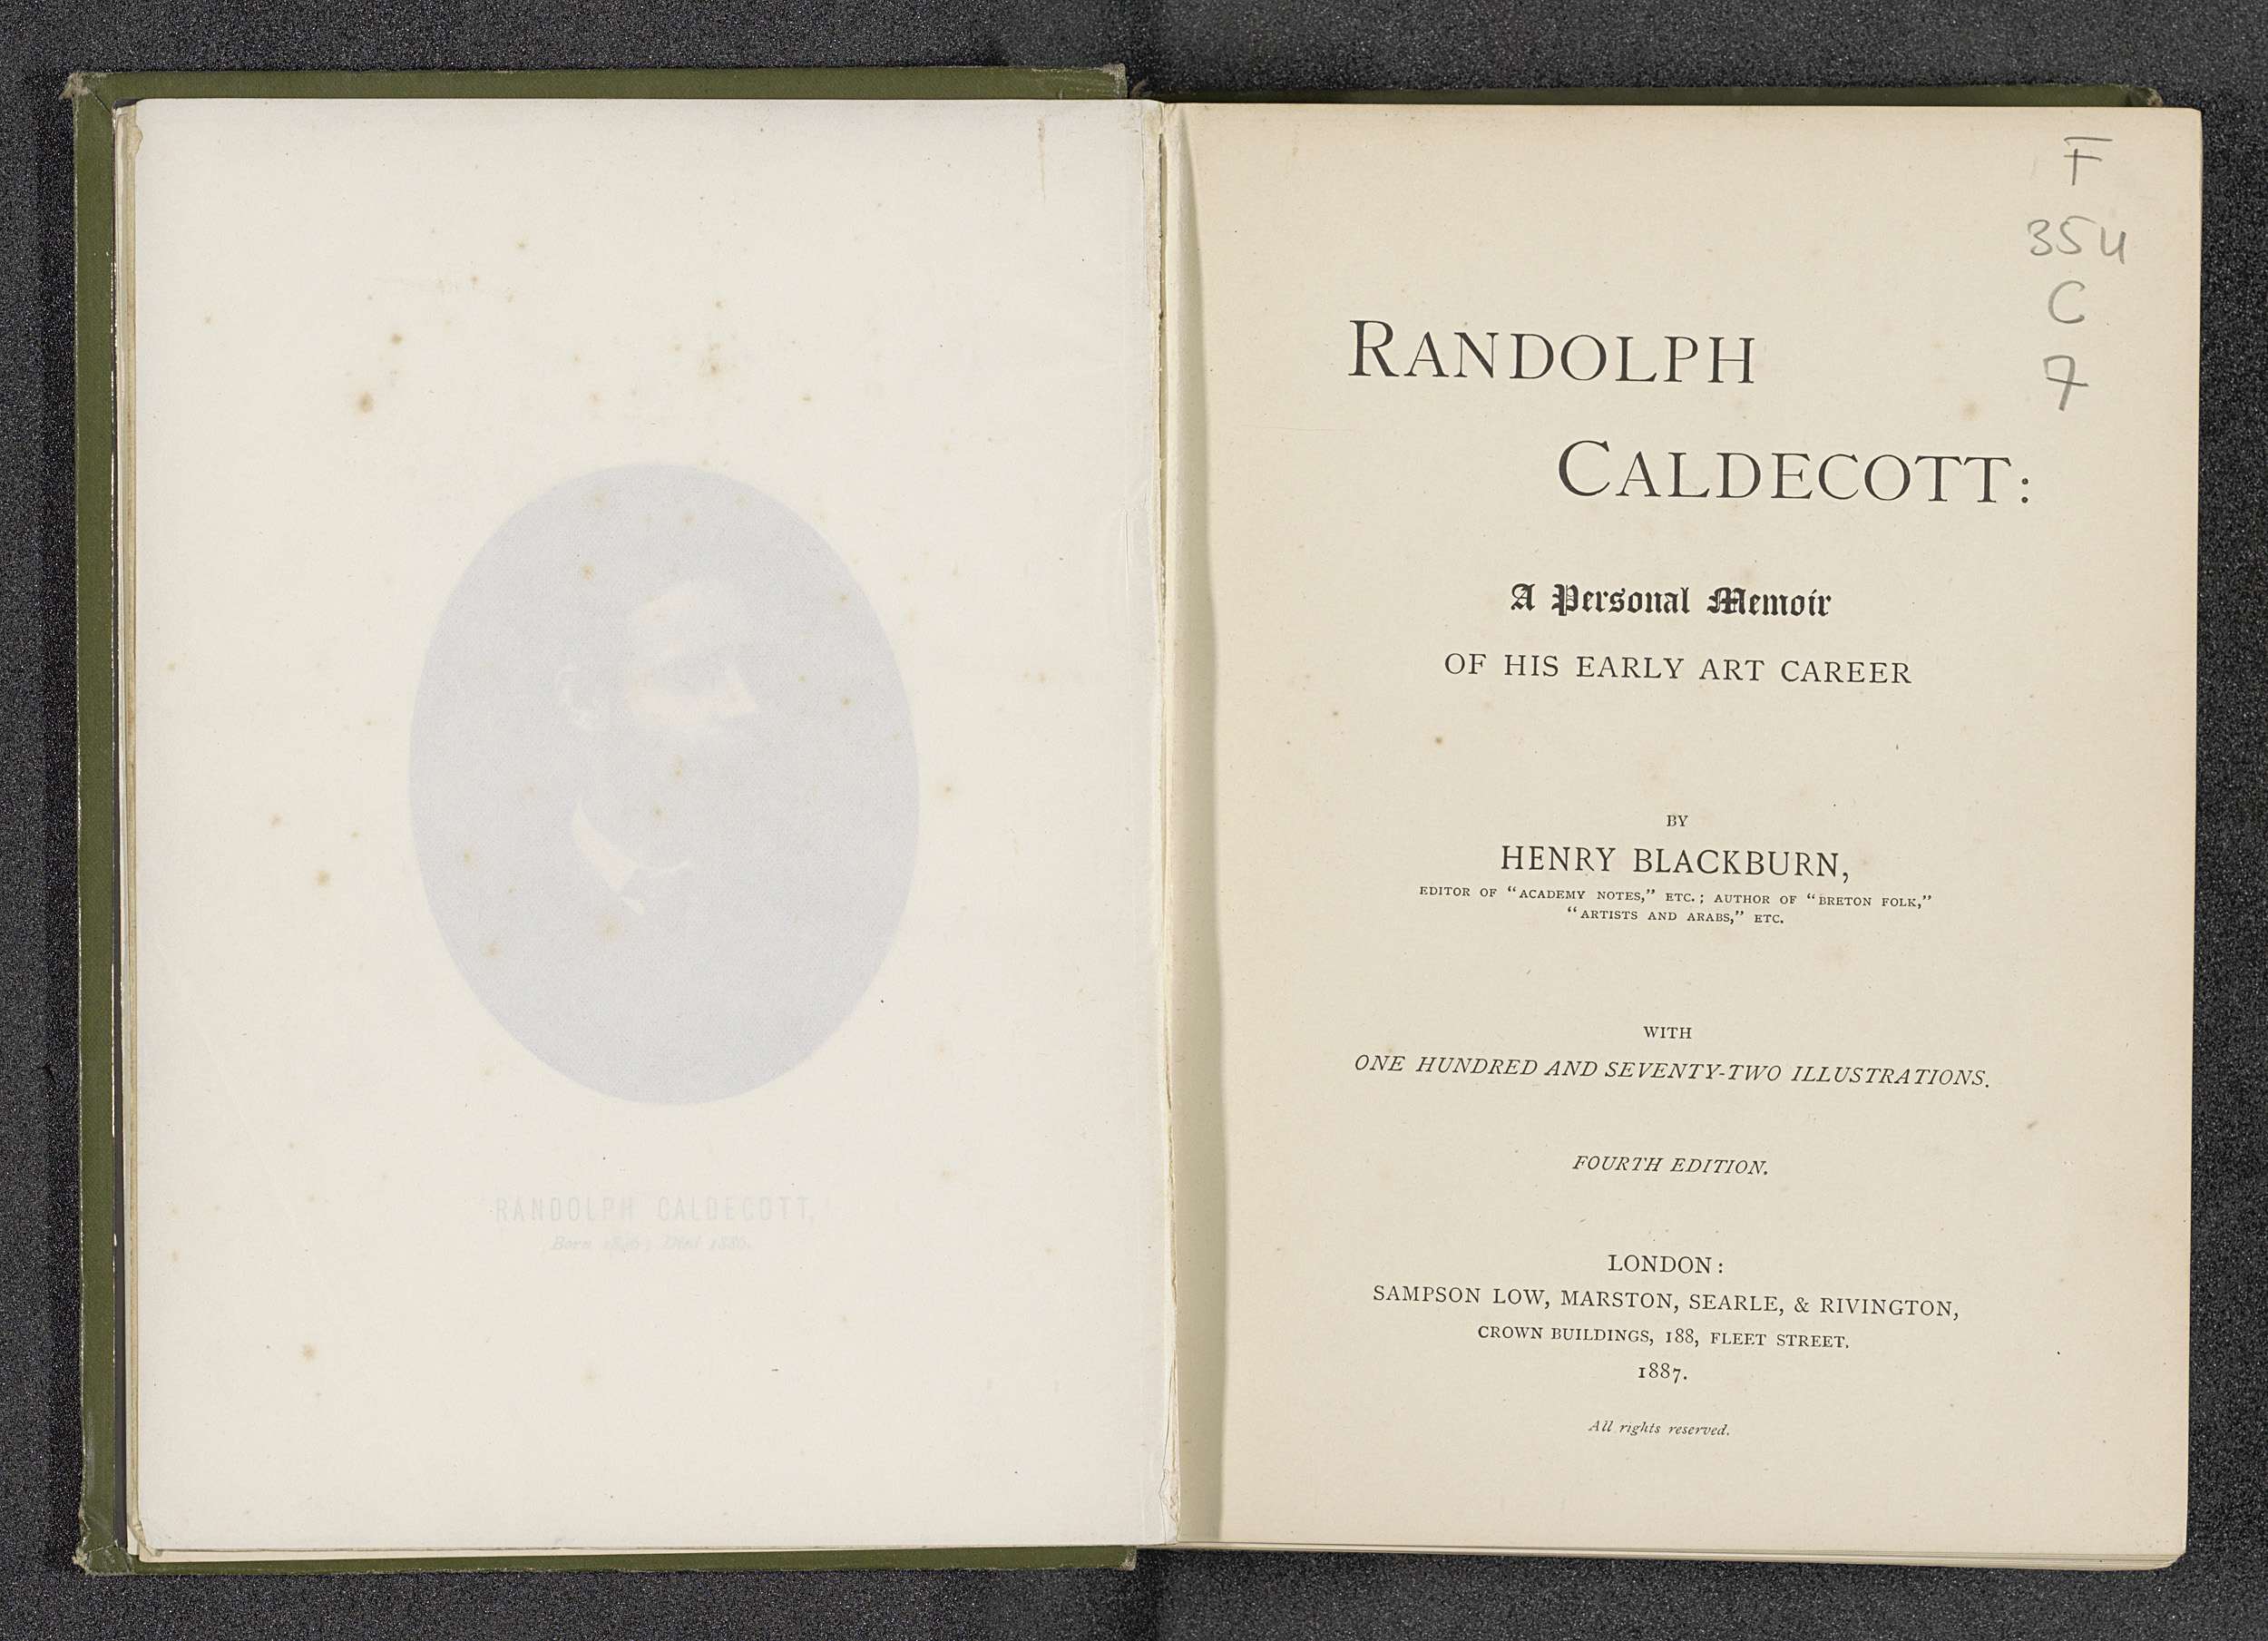 RANDOLPH CALDECOTT,
Born 1846; Died 1886.
F
354
C
7
RANDOLPH
CALDECOTT:
A Personal Memoir
OF HIS EARLY ART CAREER
BY
HENRY BLACKBURN,
EDITOR OF “ACADEMY NOTES,” ETC.; AUTHOR OF “BRETON FOLK,”
“ARTISTS AND ARABS,” ETC.
WITH
ONE HUNDRED AND SEVENTY-TWO ILLUSTRATIONS.
FOURTH EDITION.
LONDON:
SAMPSON LOW, MARSTON, SEARLE, & RIVINGTON,
CROWN BUILDINGS, 188, FLEET STREET.
1887.
All rights reserved.